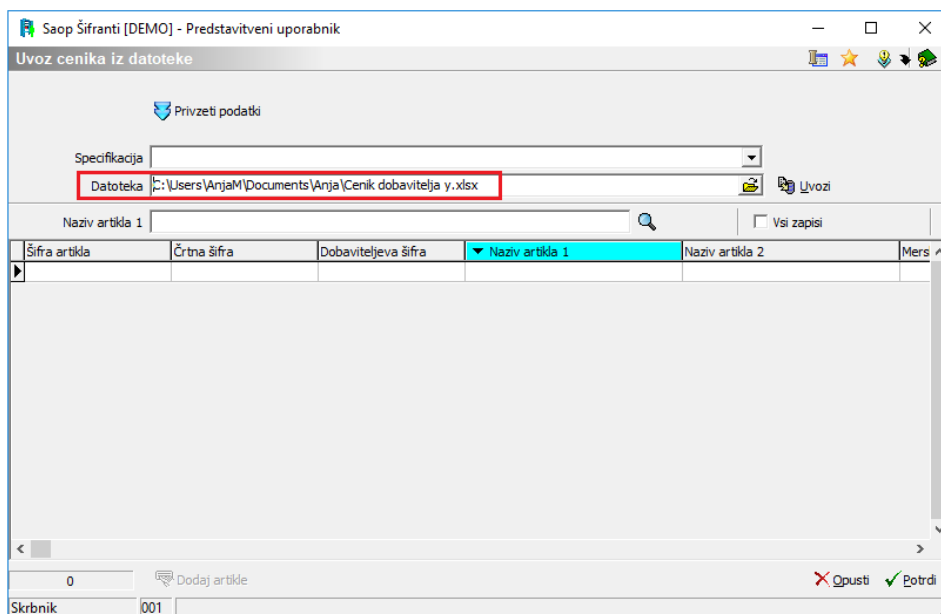 Saop Šifranti [DEMO] - Predstavitveni uporabnik
Uvoz cenika iz datoteke
Privzeti podatki
Specifikacija
Datoteka C:\Users\AnjaM\Documents\Anja\Cenik dobavitelja y.xlsx Uvozi
Naziv artikla 1 Vsi zapisi
Šifra artikla Črtna šifra Dobaviteljeva šifra Naziv artikla 1 Naziv artikla 2 Mers
0 Dodaj artikle Opusti Potrdi
Skrbnik 001